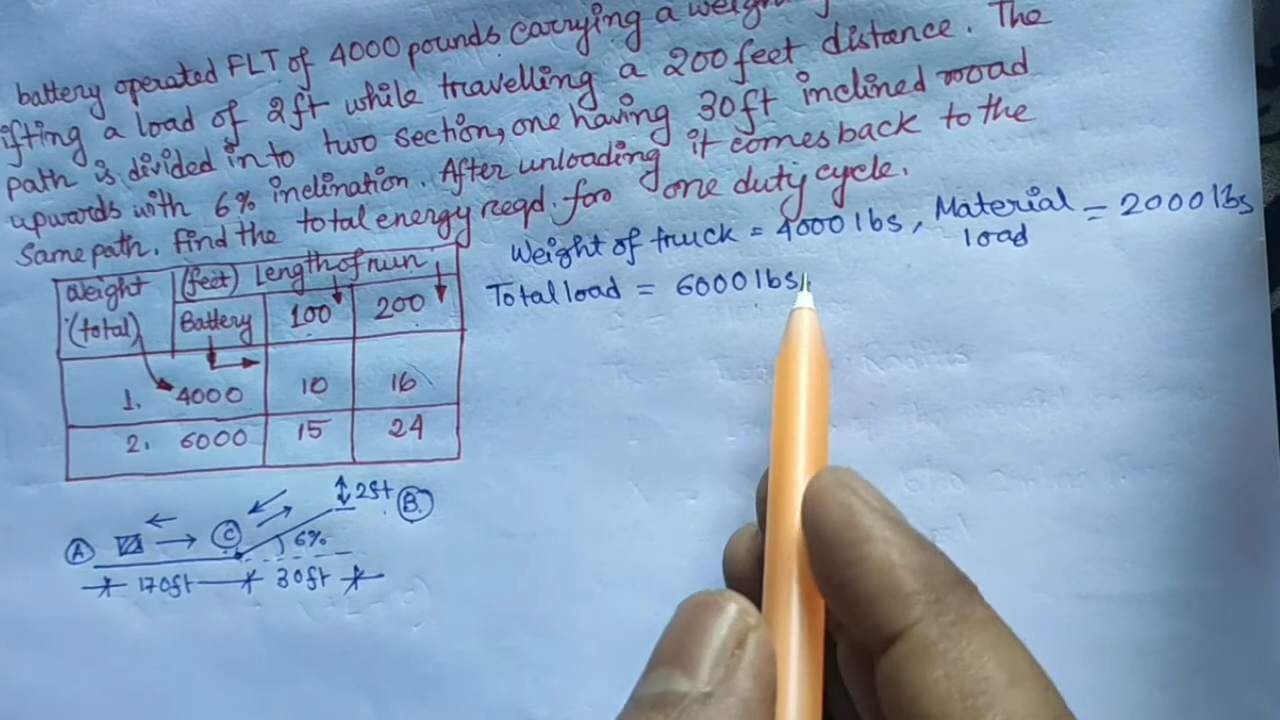 battery operated FLT of 4000 pounds carrying a
ifting a load of 2ft while travelling a 200feet distance. The
path is divided in to two section, one having 30ft inclined road
upwards with 6% inclination. After unloading it comes back to the
same path. Find the total energy reqd. for one duty cycle.
Weight of truck = 4000 lbs, Material load = 2000 lbs
Total load = 6000 lbs
Weight (total) (feet) Length of run
Battery 100 200
1. 4000 10 16
2. 6000 15 24
2ft B
A C 6%
170ft 30ft